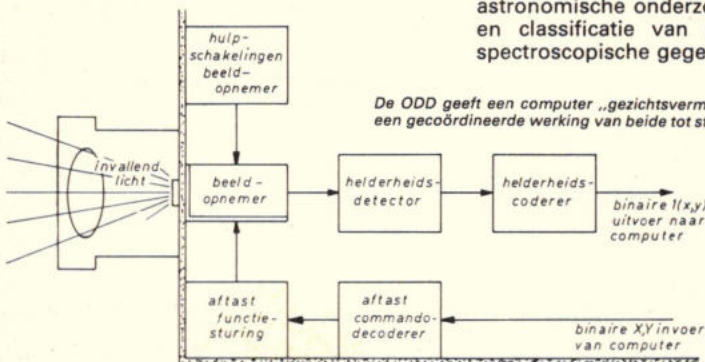 astronomische onderz
en classificatie van
spectroscopische gege
De ODD geeft een computer „gezichtsverm
een gecoördineerde werking van beide tot st
hulp-
schakelingen
beeld-
opnemer
invallend
licht
beeld-
opnemer
helderheids-
detector
helderheids-
coderer
binaire I(x,y)
uitvoer naar
computer
aftast
functie-
sturing
aftast
commando-
decoderer
binaire X,Y invoer
van computer